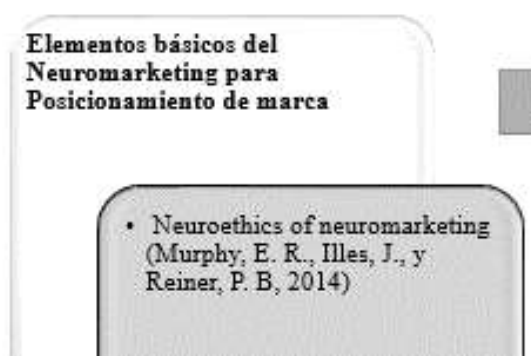 Elementos básicos del
Neuromarketing para
Posicionamiento de marca
• Neuroethics of neuromarketing
(Murphy, E. R., Illes, J., y
Reiner, P. B, 2014)